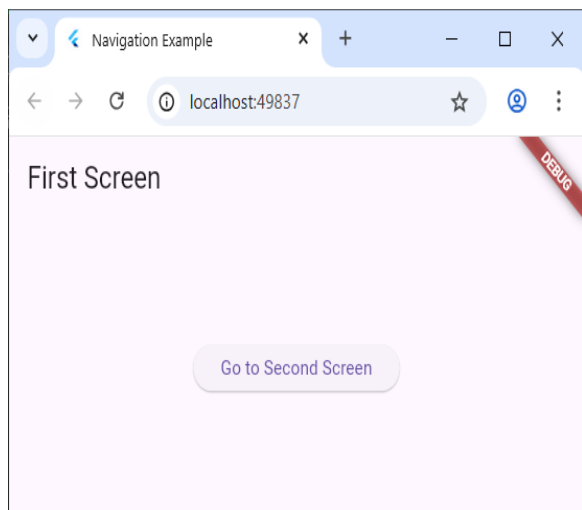 Navigation Example
localhost:49837
First Screen
DEBUG
Go to Second Screen